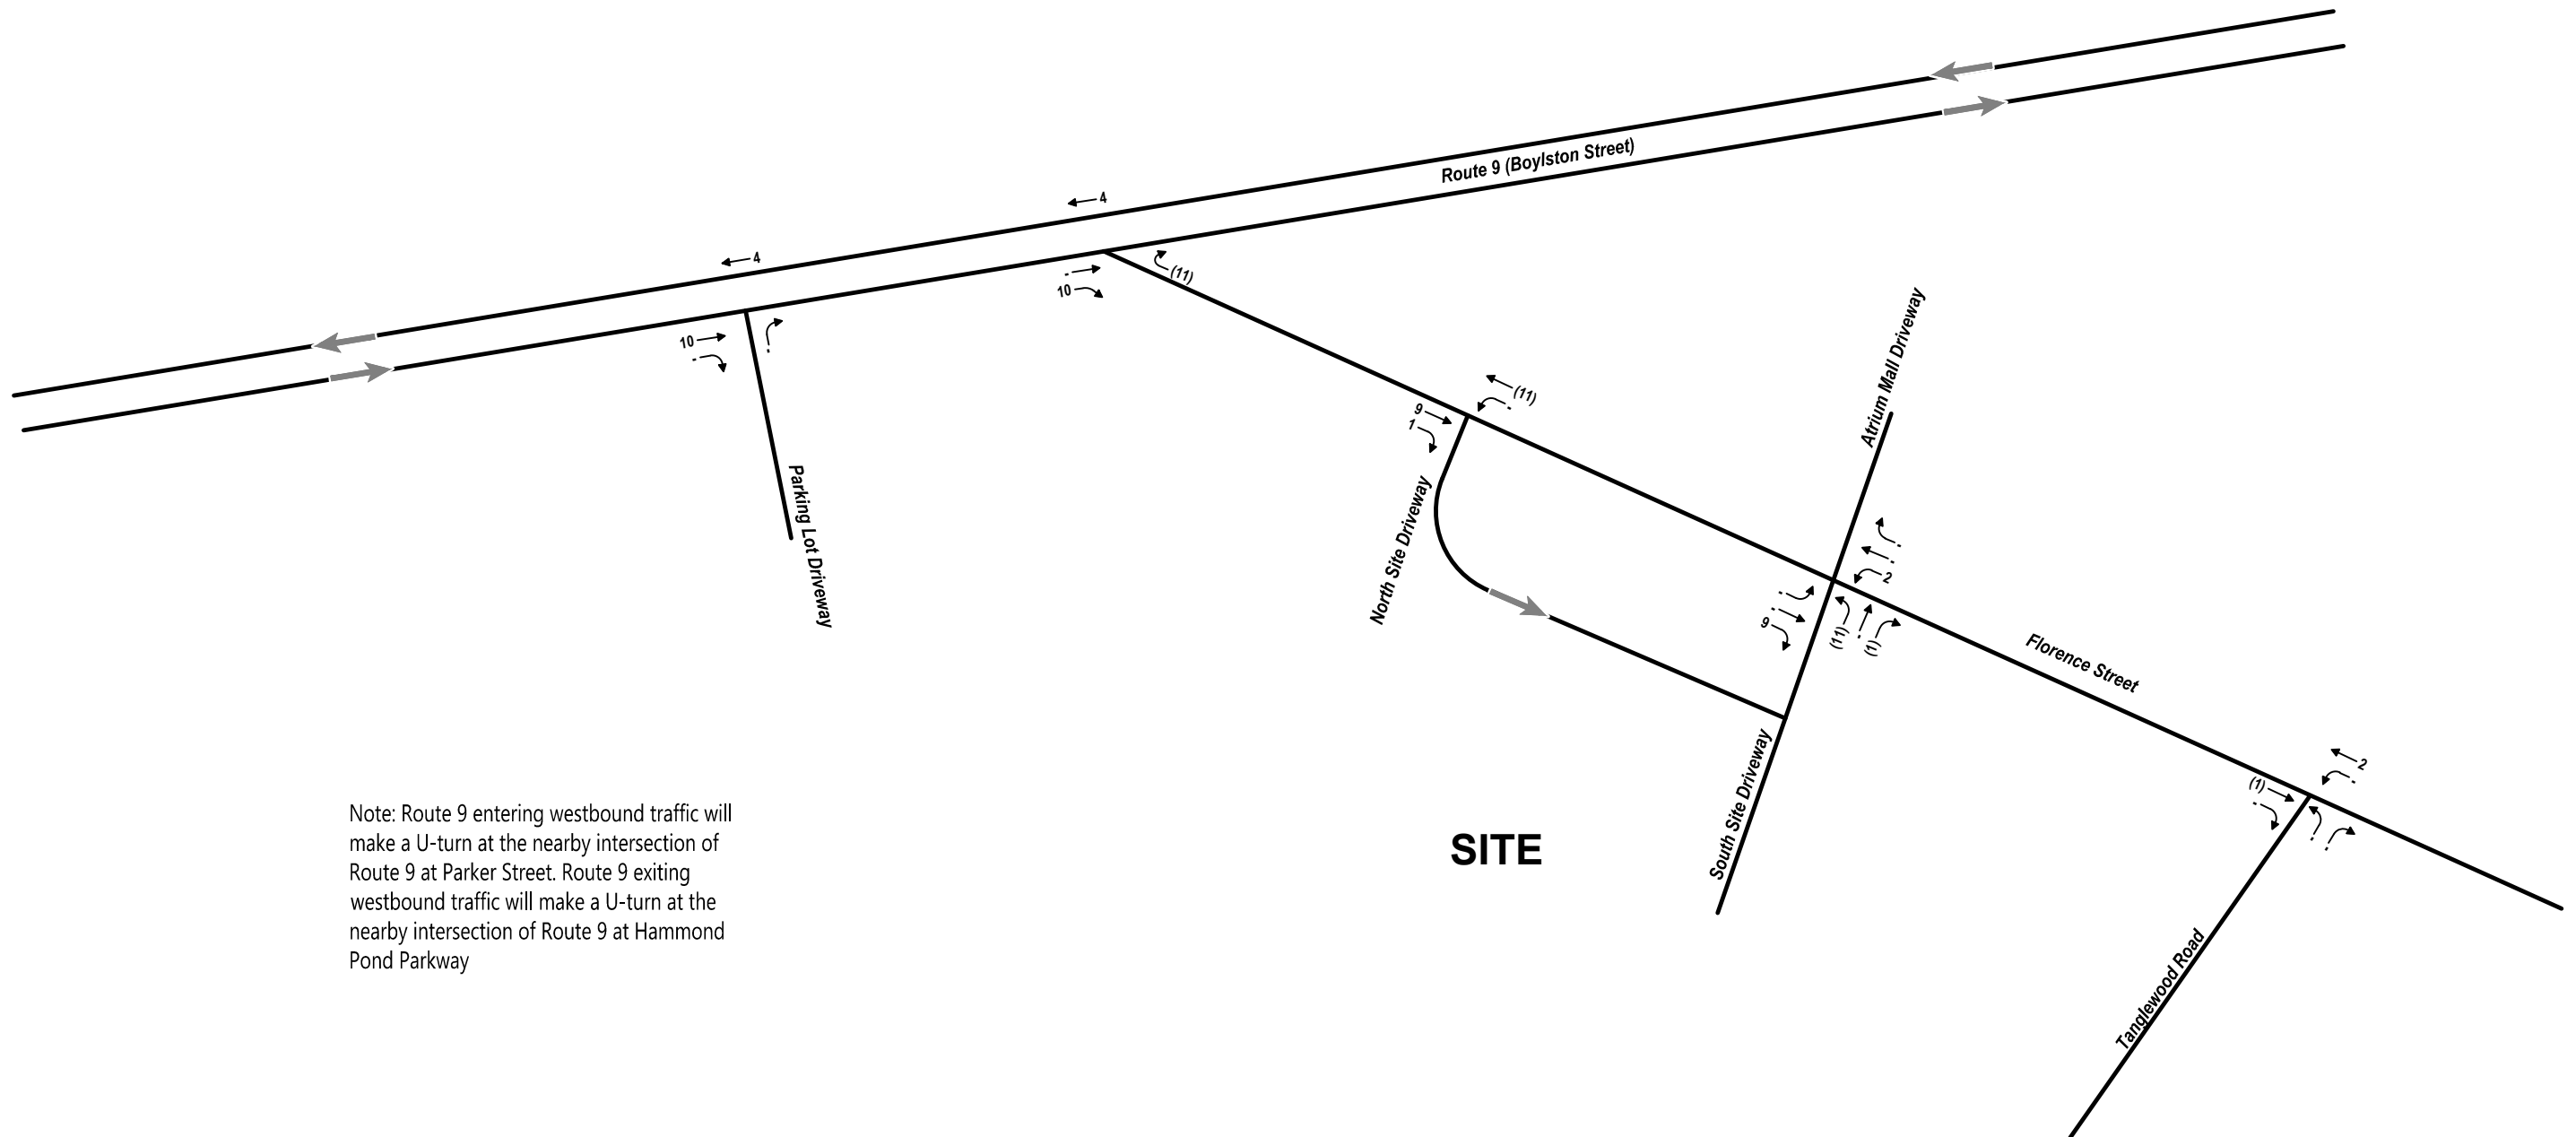 Route 9 (Boylston Street)
4
4
(11)
-
10
10
-
-
Atrium Mall Driveway
(11)
-
9
1
Parking Lot Driveway
North Site Driveway
-
-
2
-
-
9
(11)
-
(1)
Florence Street
South Site Driveway
2
-
(1)
-
-
-
Note: Route 9 entering westbound traffic will
make a U-turn at the nearby intersection of
Route 9 at Parker Street. Route 9 exiting
westbound traffic will make a U-turn at the
nearby intersection of Route 9 at Hammond
Pond Parkway
SITE
Tanglewood Road